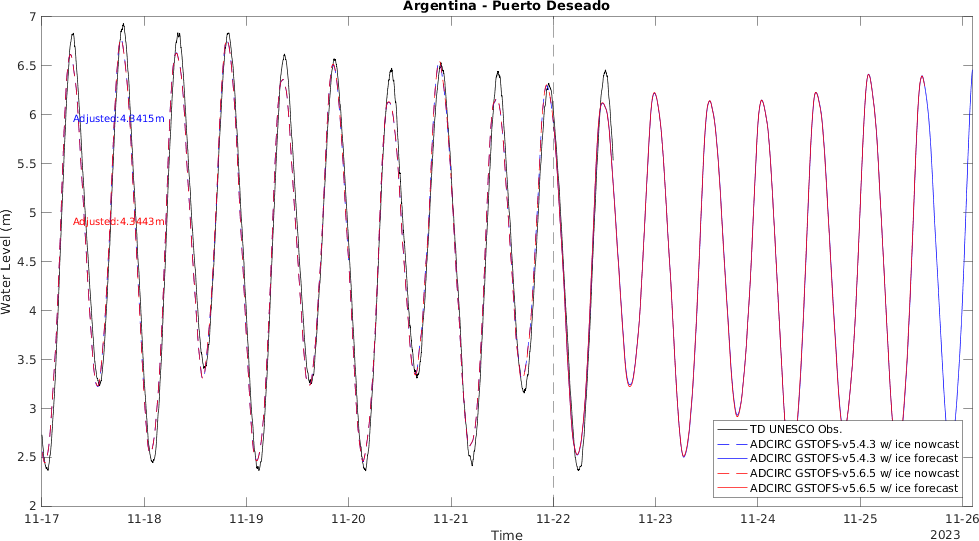 Argentina - Puerto Deseado
7
6.5
6
5.5
5
4.5
4
3.5
3
2.5
2
Water Level (m)
Adjusted:4.3415m
Adjusted:4.3443m
TD UNESCO Obs.
ADCIRC GSTOFS-v5.4.3 w/ ice nowcast
ADCIRC GSTOFS-v5.4.3 w/ ice forecast
ADCIRC GSTOFS-v5.6.5 w/ ice nowcast
ADCIRC GSTOFS-v5.6.5 w/ ice forecast
11-17 11-18 11-19 11-20 11-21 11-22 11-23 11-24 11-25 11-26
Time
2023